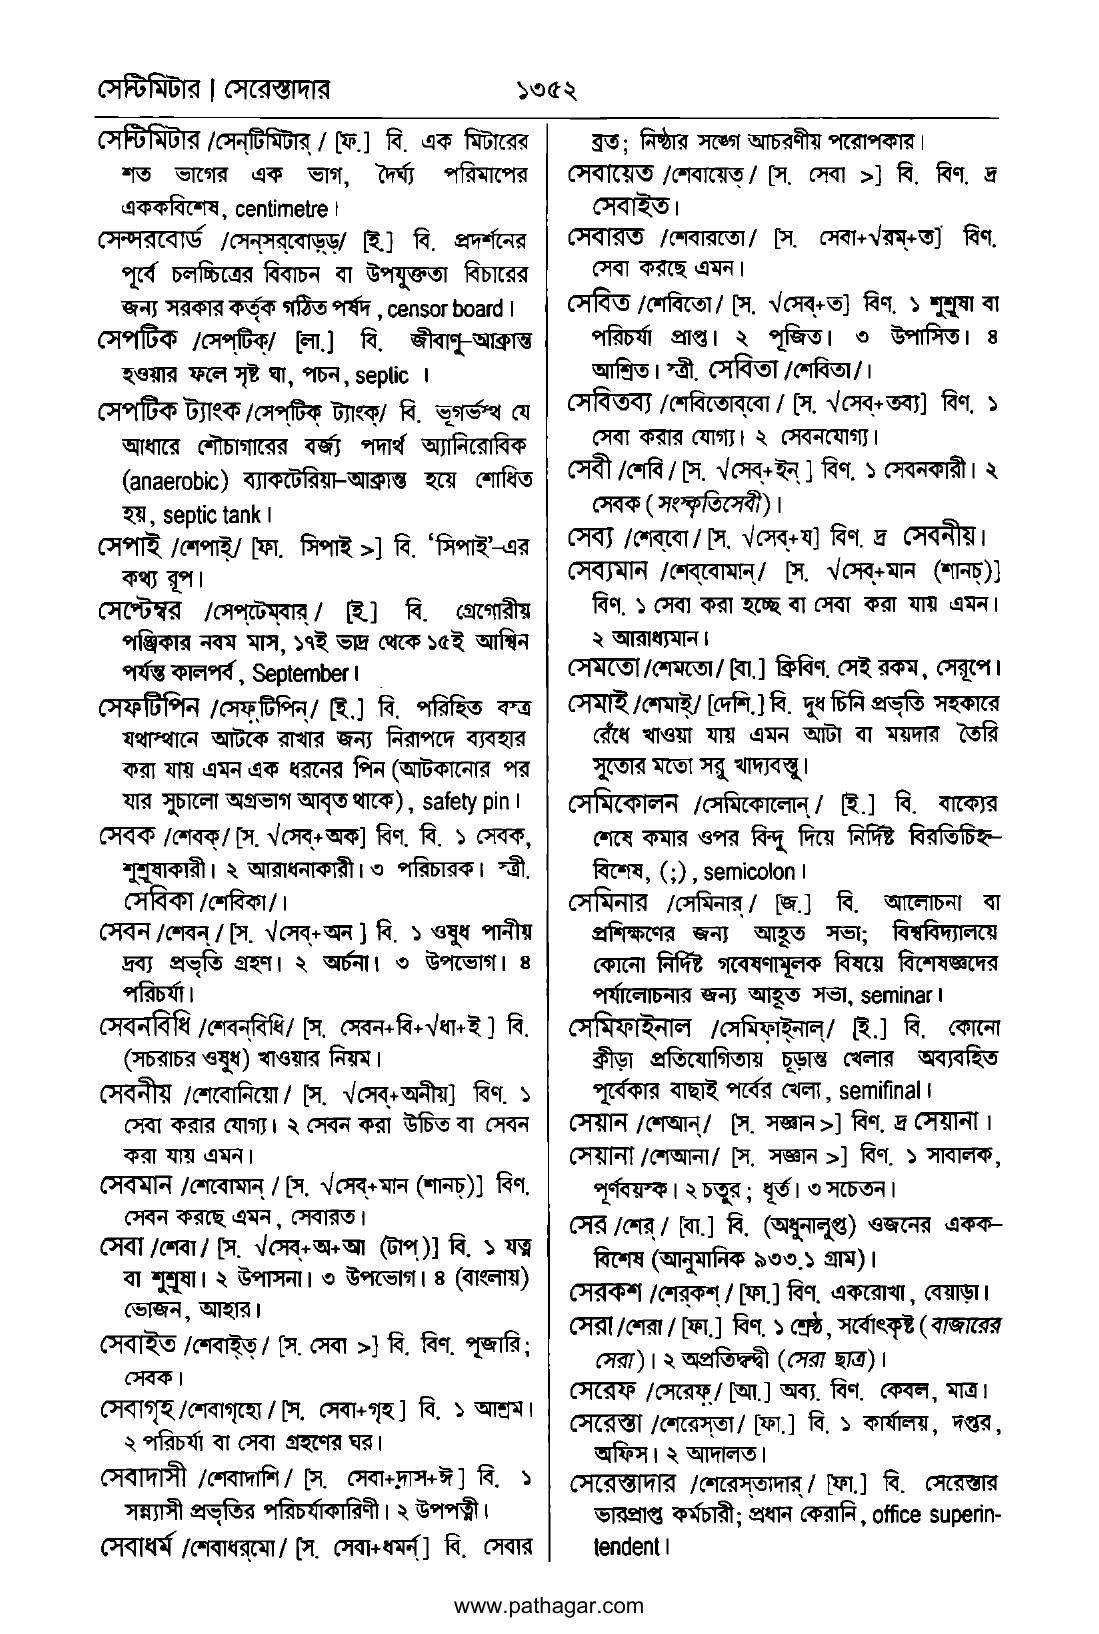 সেন্টিমিটার | সেরেস্তাদার
১৩৫২
সেন্টিমিটার /সেন্‌টিমিটার্‌ / [ফ.] বি. এক মিটারের
শত ভাগের এক ভাগ, দৈর্ঘ্য পরিমাপের
এককবিশেষ, centimetre।
সেন্সরবোর্ড /সেন্‌সর্‌বোড়্‌ড্‌/ [ই.] বি. প্রদর্শনের
পূর্বে চলচ্চিত্রের বিবাচন বা উপযুক্ততা বিচারের
জন্য সরকার কর্তৃক গঠিত পর্ষদ, censor board।
সেপটিক /সেপ্‌টিক্‌/ [লা.] বি. জীবাণু–আক্রান্ত
হওয়ার ফলে সৃষ্ট ঘা, পচন, septic ।
সেপটিক ট্যাংক /সেপ্‌টিক্‌ ট্যাংক্‌/ বি. ভূগর্ভস্থ যে
আধারে শৌচাগারের বর্জ্য পদার্থ অ্যানিরোবিক
(anaerobic) ব্যাকটেরিয়া–আক্রান্ত হয়ে শোধিত
হয়, septic tank।
সেপাই /শেপাই্‌/ [ফা. সিপাই >] বি. ‘সিপাই’–এর
কথ্য রূপ।
সেপ্টেম্বর /সেপ্‌টেম্‌বার্‌ / [ই.] বি. গ্রেগোরীয়
পঞ্জিকার নবম মাস, ১৭ই ভাদ্র থেকে ১৫ই আশ্বিন
পর্যন্ত কালপর্ব, September।
সেফটিপিন /সেফ্‌টিপিন্‌/ [ই.] বি. পরিহিত বস্ত্র
যথাস্থানে আটকে রাখার জন্য নিরাপদে ব্যবহার
করা যায় এমন এক ধরনের পিন (আটকানোর পর
যার সুচালো অগ্রভাগ আবৃত থাকে), safety pin।
সেবক /শেবক্‌/ [স. √সেব্‌+অক] বিণ. বি. ১ সেবক,
শুশ্রূষাকারী। ২ আরাধনাকারী। ৩ পরিচারক। স্ত্রী.
সেবিকা /শেবিকা/।
সেবন /শেবন্‌ / [স. √সেব্‌+অন ] বি. ১ ওষুধ পানীয়
দ্রব্য প্রভৃতি গ্রহণ। ২ অর্চনা। ৩ উপভোগ। ৪
পরিচর্যা।
সেবনবিধি /শেবন্‌বিধি/ [স. সেবন+বি+√ধা+ই ] বি.
(সচরাচর ওষুধ) খাওয়ার নিয়ম।
সেবনীয় /শেবোনিয়ো / [স. √সেব্‌+অনীয়] বিণ. ১
সেবা করার যোগ্য। ২ সেবন করা উচিত বা সেবন
করা যায় এমন।
সেবমান /শেবোমান্‌ / [স. √সেব্‌+মান (শানচ্‌)] বিণ.
সেবন করছে এমন, সেবারত।
সেবা /শেবা / [স. √সেব্‌+অ+আ (টাপ্‌)] বি. ১ যত্ন
বা শুশ্রূষা। ২ উপাসনা। ৩ উপভোগ। ৪ (বাংলায়)
ভোজন, আহার।
সেবাইত /শেবাই্‌ত্‌ / [স. সেবা >] বি. বিণ. পূজারি;
সেবক।
সেবাগৃহ /শেবাগৃহো / [স. সেবা+গৃহ ] বি. ১ আশ্রম।
২ পরিচর্যা বা সেবা গ্রহণের ঘর।
সেবাদাসী /শেবাদাশি / [স. সেবা+দাস+ঈ ] বি. ১
সন্ন্যাসী প্রভৃতির পরিচর্যাকারিণী। ২ উপপত্নী।
সেবাধর্ম /শেবাধর্‌মো / [স. সেবা+ধর্মন্‌ ] বি. সেবার
ব্রত; নিষ্ঠার সঙ্গে আচরণীয় পরোপকার।
সেবায়েত /শেবায়েত্‌ / [স. সেবা >] বি. বিণ. দ্র
সেবাইত।
সেবারত /শেবারতো / [স. সেবা+√রম্‌+ত] বিণ.
সেবা করছে এমন।
সেবিত /শেবিতো / [স. √সেব্‌+ত] বিণ. ১ শুশ্রূষা বা
পরিচর্যা প্রাপ্ত। ২ পূজিত। ৩ উপাসিত। ৪
আশ্রিত। স্ত্রী. সেবিতা /শেবিতা/।
সেবিতব্য /শেবিতোব্‌বো / [স. √সেব্‌+তব্য] বিণ. ১
সেবা করার যোগ্য। ২ সেবনযোগ্য।
সেবী /শেবি / [স. √সেব্‌+ইন্‌ ] বিণ. ১ সেবনকারী। ২
সেবক (সংস্কৃতিসেবী)।
সেব্য /শেব্‌বো / [স. √সেব্‌+য] বিণ. দ্র সেবনীয়।
সেব্যমান /শেব্‌বোমান্‌/ [স. √সেব্‌+মান (শানচ্‌)]
বিণ. ১ সেবা করা হচ্ছে বা সেবা করা যায় এমন।
২ আরাধ্যমান।
সেমতো /শেমতো / [বা.] ক্রিবিণ. সেই রকম, সেরূপে।
সেমাই /শেমাই্‌/ [দেশি.] বি. দুধ চিনি প্রভৃতি সহকারে
রেঁধে খাওয়া যায় এমন আটা বা ময়দার তৈরি
সুতোর মতো সরু খাদ্যবস্তু।
সেমিকোলন /সেমিকোলোন্‌ / [ই.] বি. বাক্যের
শেষে কমার ওপর বিন্দু দিয়ে নির্দিষ্ট বিরতিচিহ্ন–
বিশেষ, (;), semicolon।
সেমিনার /সেমিনার্‌ / [জ.] বি. আলোচনা বা
প্রশিক্ষণের জন্য আহূত সভা; বিশ্ববিদ্যালয়ে
কোনো নির্দিষ্ট গবেষণামূলক বিষয়ে বিশেষজ্ঞদের
পর্যালোচনার জন্য আহূত সভা, seminar।
সেমিফাইনাল /সেমিফ়াই্‌নাল্‌/ [ই.] বি. কোনো
ক্রীড়া প্রতিযোগিতায় চূড়ান্ত খেলার অব্যবহিত
পূর্বেকার বাছাই পর্বের খেলা, semifinal।
সেয়ান /শেআন্‌/ [স. সজ্ঞান >] বিণ. দ্র সেয়ানা ।
সেয়ানা /শেআনা/ [স. সজ্ঞান >] বিণ. ১ সাবালক,
পূর্ণবয়স্ক। ২ চতুর; ধূর্ত। ৩ সচেতন।
সের /শের্‌ / [বা.] বি. (অধুনালুপ্ত) ওজনের একক–
বিশেষ (আনুমানিক ৯৩৩.১ গ্রাম)।
সেরকশ /শের্‌কশ্‌ / [ফা.] বিণ. একরোখা, বেয়াড়া।
সেরা /শেরা / [ফা.] বিণ. ১ শ্রেষ্ঠ, সর্বোৎকৃষ্ট (বাজারের
সেরা)। ২ অপ্রতিদ্বন্দ্বী (সেরা ছাত্র)।
সেরেফ /সেরেফ়্‌/ [আ.] অব্য. বিণ. কেবল, মাত্র।
সেরেস্তা /শেরেস্‌তা / [ফা.] বি. ১ কার্যালয়, দপ্তর,
অফিস। ২ আদালত।
সেরেস্তাদার /শেরেস্‌তাদার্‌ / [ফা.] বি. সেরেস্তার
ভারপ্রাপ্ত কর্মচারী; প্রধান কেরানি, office superin-
tendent।
www.pathagar.com